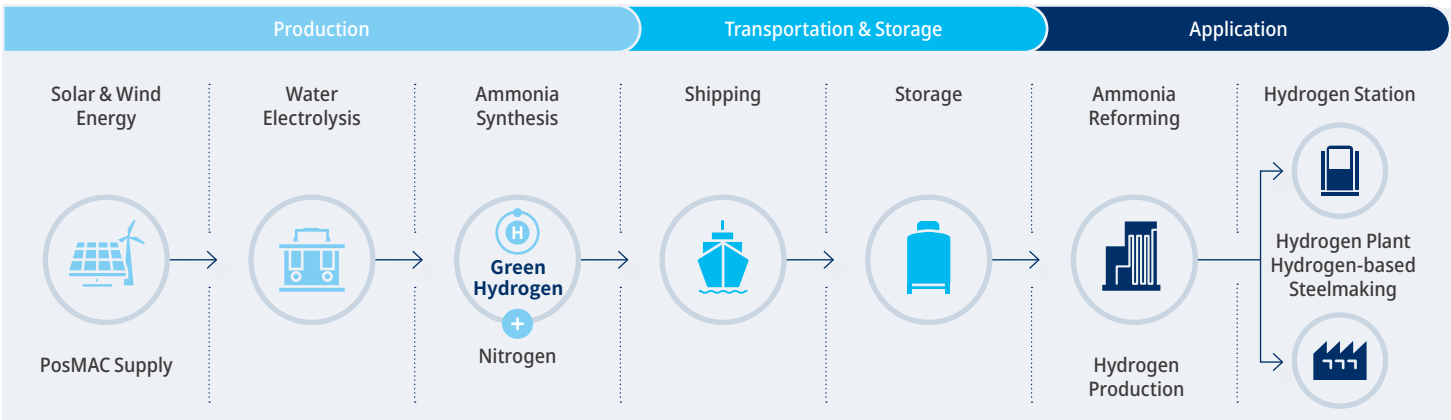 Production
Transportation & Storage
Application
Solar & Wind
Energy
Water
Electrolysis
Ammonia
Synthesis
Shipping
Storage
Ammonia
Reforming
Hydrogen Station
H
Green
Hydrogen
+
Nitrogen
PosMAC Supply
Hydrogen
Production
Hydrogen Plant
Hydrogen-based
Steelmaking